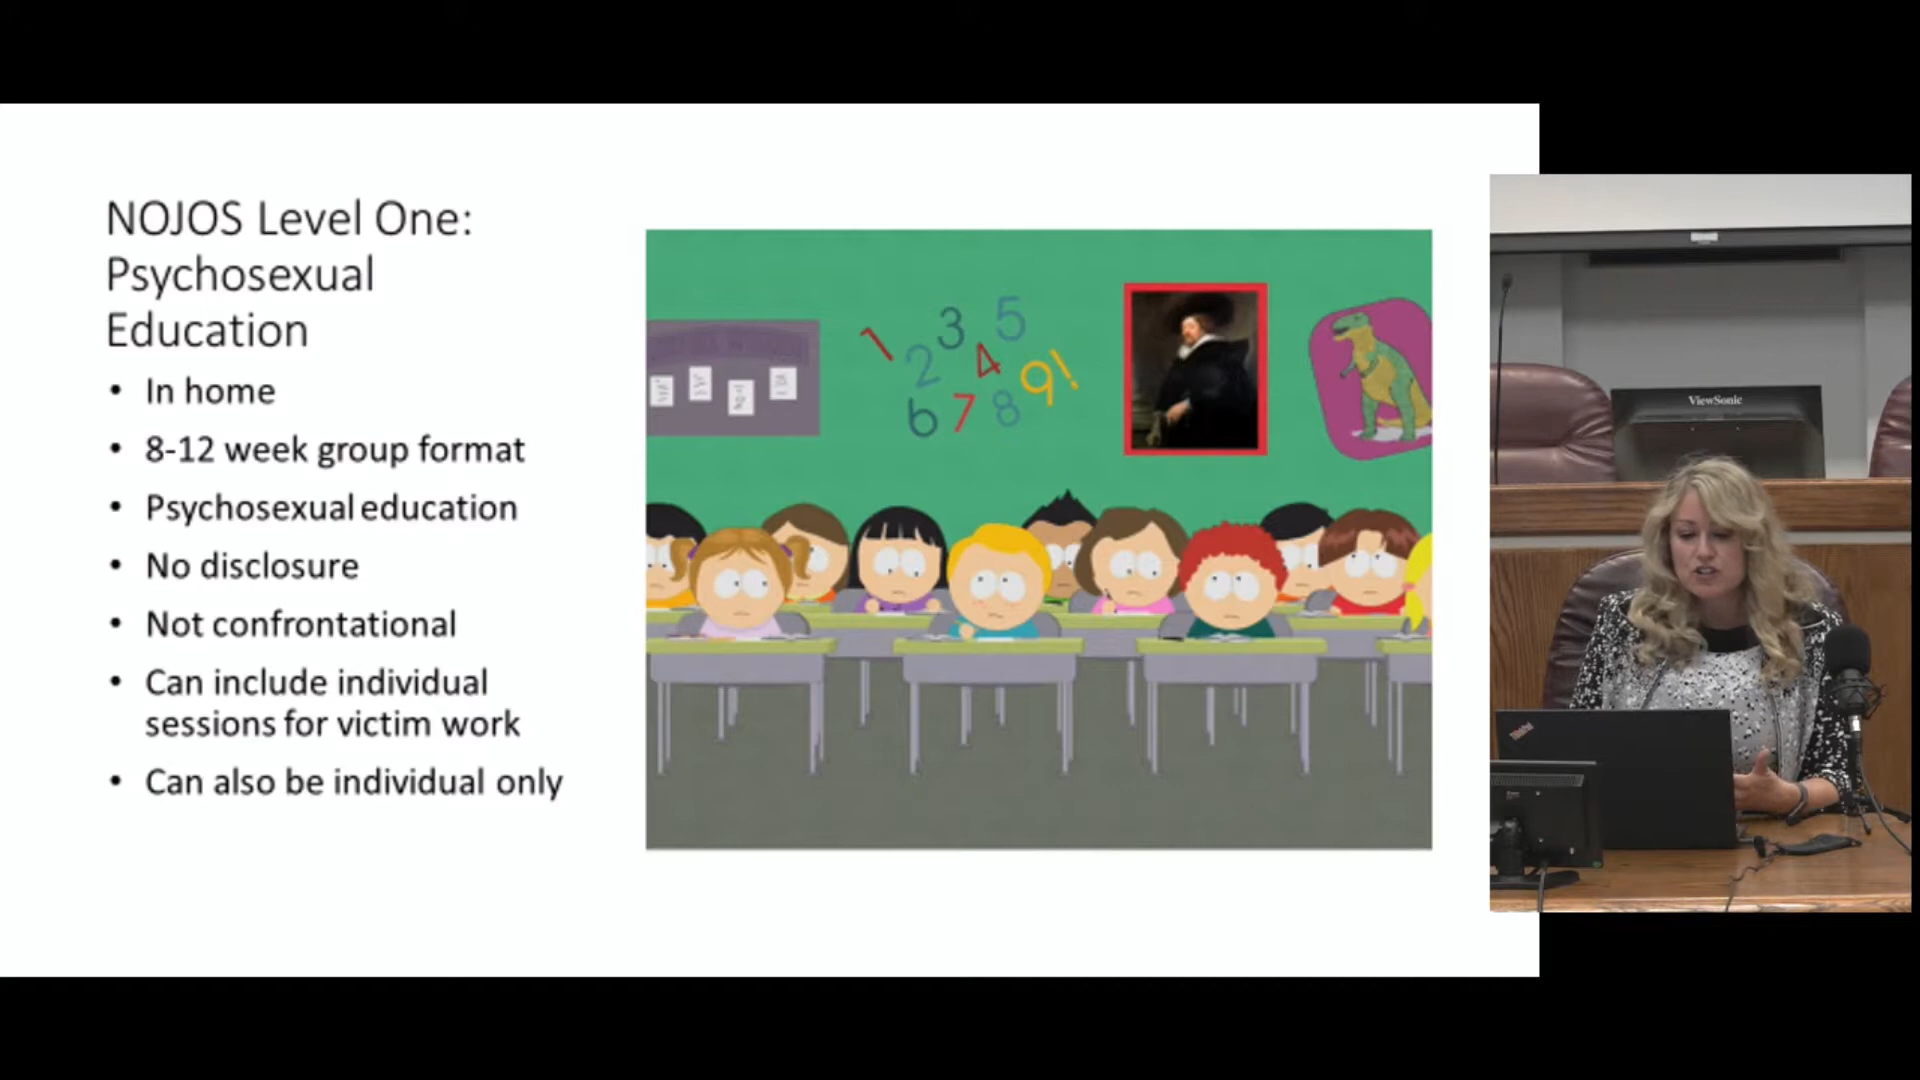 NOJOS Level One:
Psychosexual
Education
• In home
• 8-12 week group format
• Psychosexual education
• No disclosure
• Not confrontational
• Can include individual
sessions for victim work
• Can also be individual only
1 2 3 4 5
6 7 8 9!
ViewSonic
ThinkPad